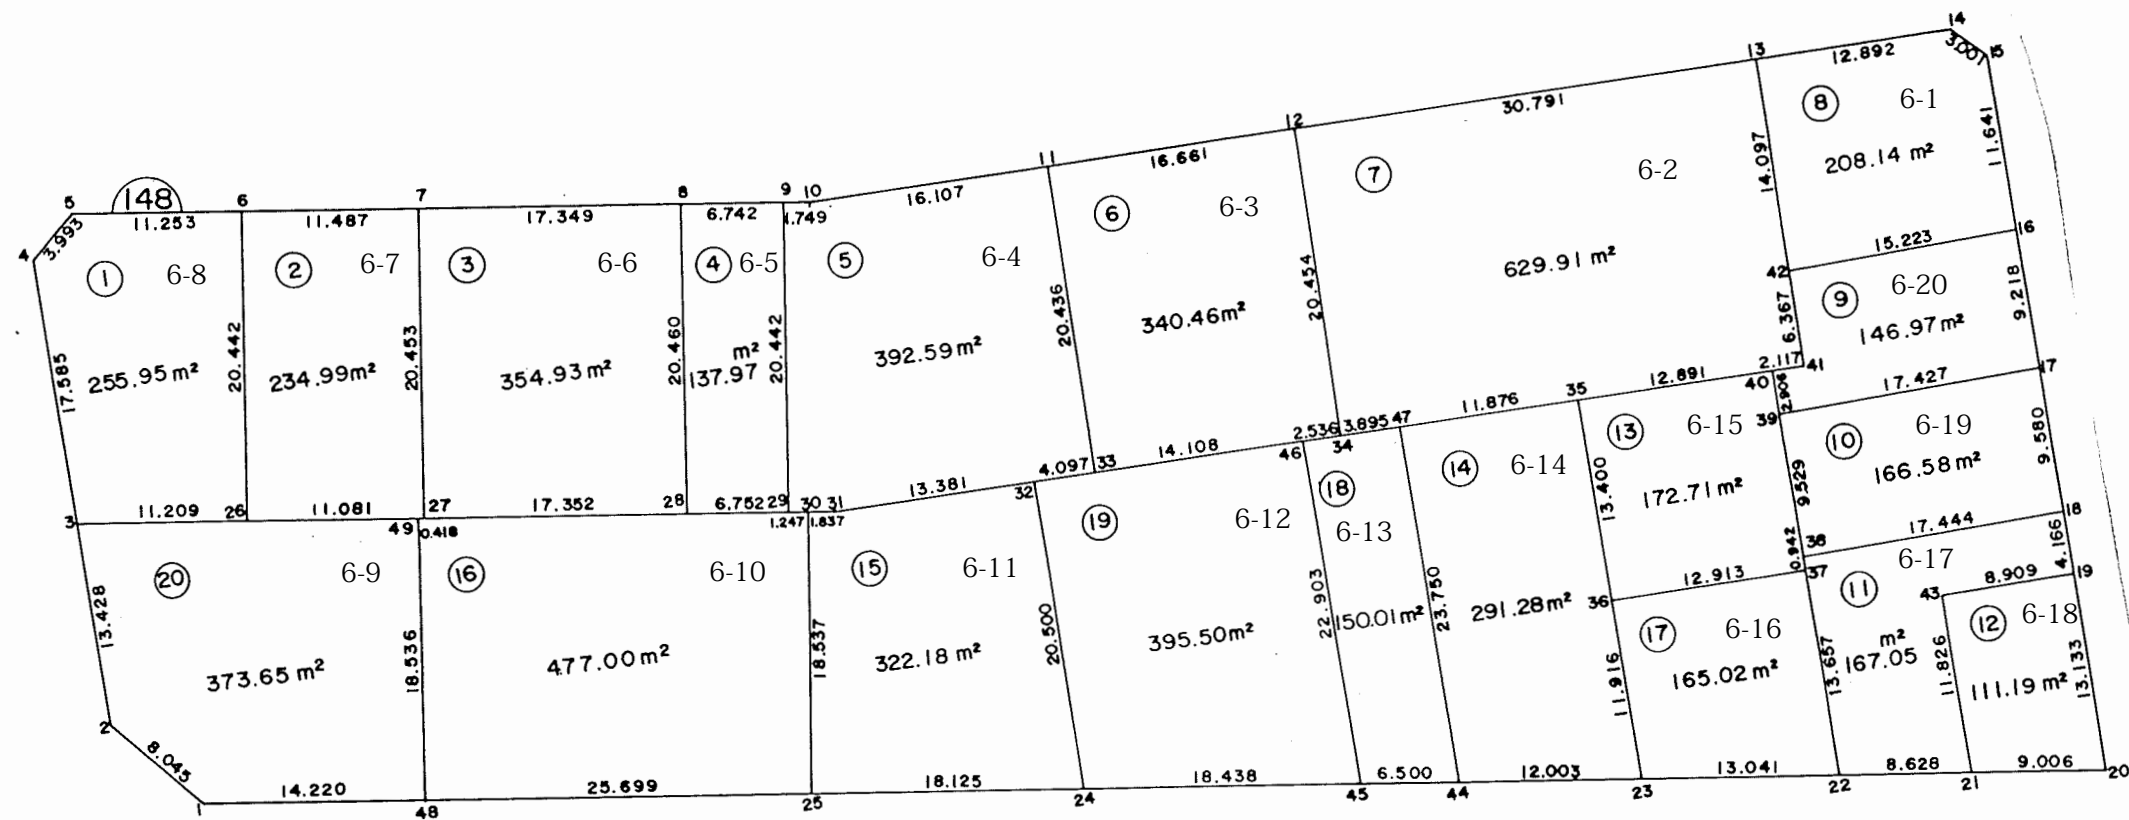 14
13 12.892 3.001 15
12 30.791 8 6-1
11 16.661 14.097 11.641
148 5 6 7 8 9 10 16.107 7 6-2 208.14 m²
11.253 11.487 17.349 6.742 1.749 6 6-3
4 3.993 15.223 16
1 6-8 2 6-7 3 6-6 4 6-5 5 6-4 20.454 629.91 m² 42
9 6-20 9.218
17.585 20.442 20.453 20.460 20.442 20.436 340.46 m² 6.367 146.97 m²
255.95 m² 234.99 m² 354.93 m² 137.97 m² 392.59 m² 2.117 41
12.891 40 2.906 17.427 17
11.876 35 39
2.536 3.895 47 13 6-15 10 6-19 9.580
4.097 33 14.108 46 34 14 6-14 13.400 172.71 m² 9.529 166.58 m²
3 11.209 26 11.081 27 17.352 28 6.752 29 30 31 13.381 32 18
49 0.418 1.247 1.837 19 6-12 6-13 17.444 18
0.942 38 6-17 4.166
20 6-9 16 6-10 15 6-11 12.913 37 8.909 19
13.428 18.536 18.537 20.500 22.903 23.750 36 11 43
150.01 m² 291.28 m² 17 6-16 12 6-18
373.65 m² 477.00 m² 322.18 m² 395.50 m² 11.916 165.02 m² 13.657 167.05 m² 11.826 111.19 m² 13.133
2 8.045
1 14.220 48 25.699 25 18.125 24 18.438 45 6.500 44 12.003 23 13.041 22 8.628 21 9.006 20